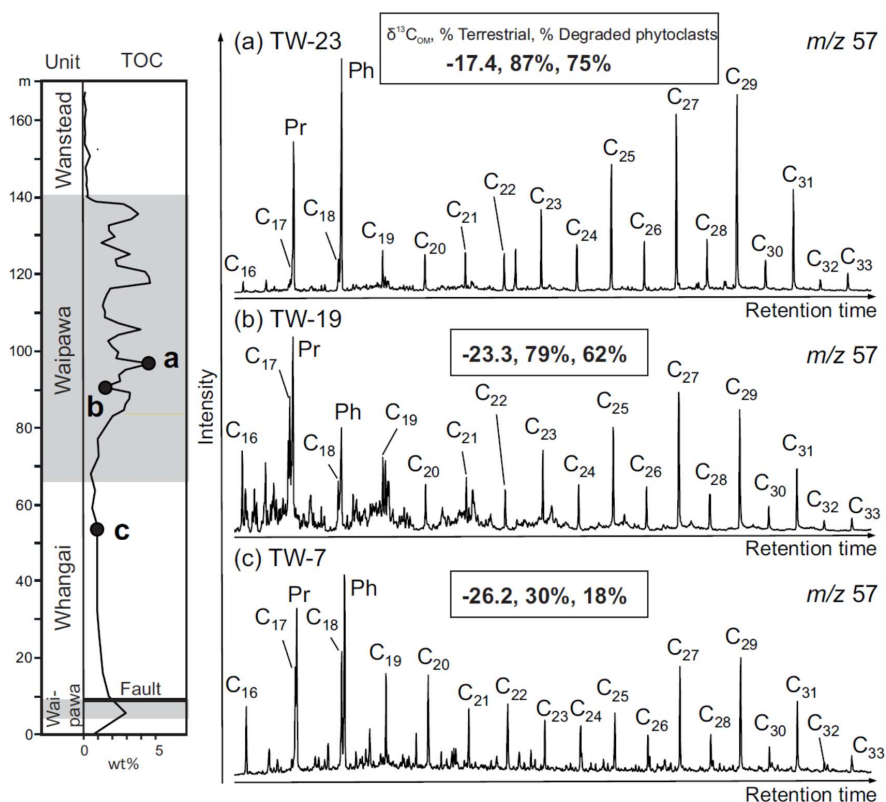 Unit TOC
m
160
140
120
100
80
60
40
20
0
Wanstead
Waipawa
Whangai
Wai-
pawa
a
b
c
Fault
0 5
wt%
Intensity
(a) TW-23
δ¹³C_OM, % Terrestrial, % Degraded phytoclasts
-17.4, 87%, 75%
m/z 57
C₁₆
C₁₇
Pr
C₁₈
Ph
C₁₉
C₂₀
C₂₁
C₂₂
C₂₃
C₂₄
C₂₅
C₂₆
C₂₇
C₂₈
C₂₉
C₃₀
C₃₁
C₃₂
C₃₃
Retention time
(b) TW-19
-23.3, 79%, 62%
m/z 57
C₁₆
C₁₇
Pr
C₁₈
Ph
C₁₉
C₂₀
C₂₁
C₂₂
C₂₃
C₂₄
C₂₅
C₂₆
C₂₇
C₂₈
C₂₉
C₃₀
C₃₁
C₃₂
C₃₃
Retention time
(c) TW-7
-26.2, 30%, 18%
m/z 57
C₁₆
C₁₇
Pr
C₁₈
Ph
C₁₉
C₂₀
C₂₁
C₂₂
C₂₃
C₂₄
C₂₅
C₂₆
C₂₇
C₂₈
C₂₉
C₃₀
C₃₁
C₃₂
C₃₃
Retention time